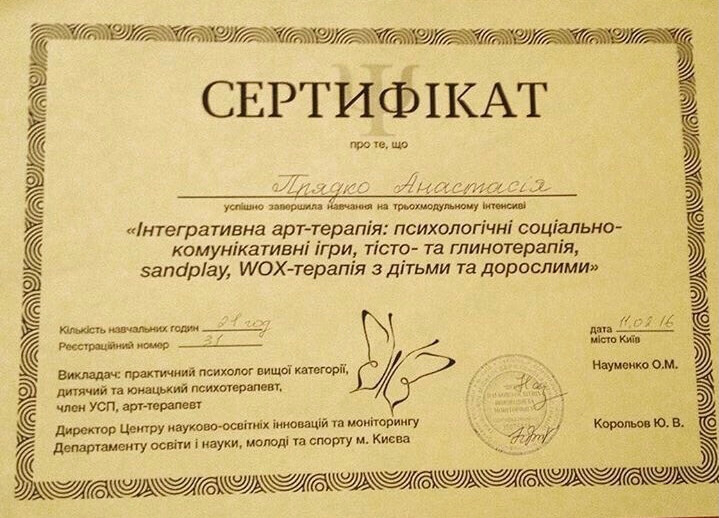 СЕРТИФІКАТ
про те, що
Прядко Анастасія
успішно завершила навчання на трьохмодульному інтенсиві
«Інтегративна арт-терапія: психологічні соціально-
комунікативні ігри, тісто- та глинотерапія,
sandplay, WOX-терапія з дітьми та дорослими»
Кількість навчальних годин 21 год
Реєстраційний номер 31
дата 11.02 16
місто Київ
Викладач: практичний психолог вищої категорії,
дитячий та юнацький психотерапевт,
член УСП, арт-терапевт
Науменко О.М.
Директор Центру науково-освітніх інновацій та моніторингу
Департаменту освіти і науки, молоді та спорту м. Києва
Корольов Ю. В.